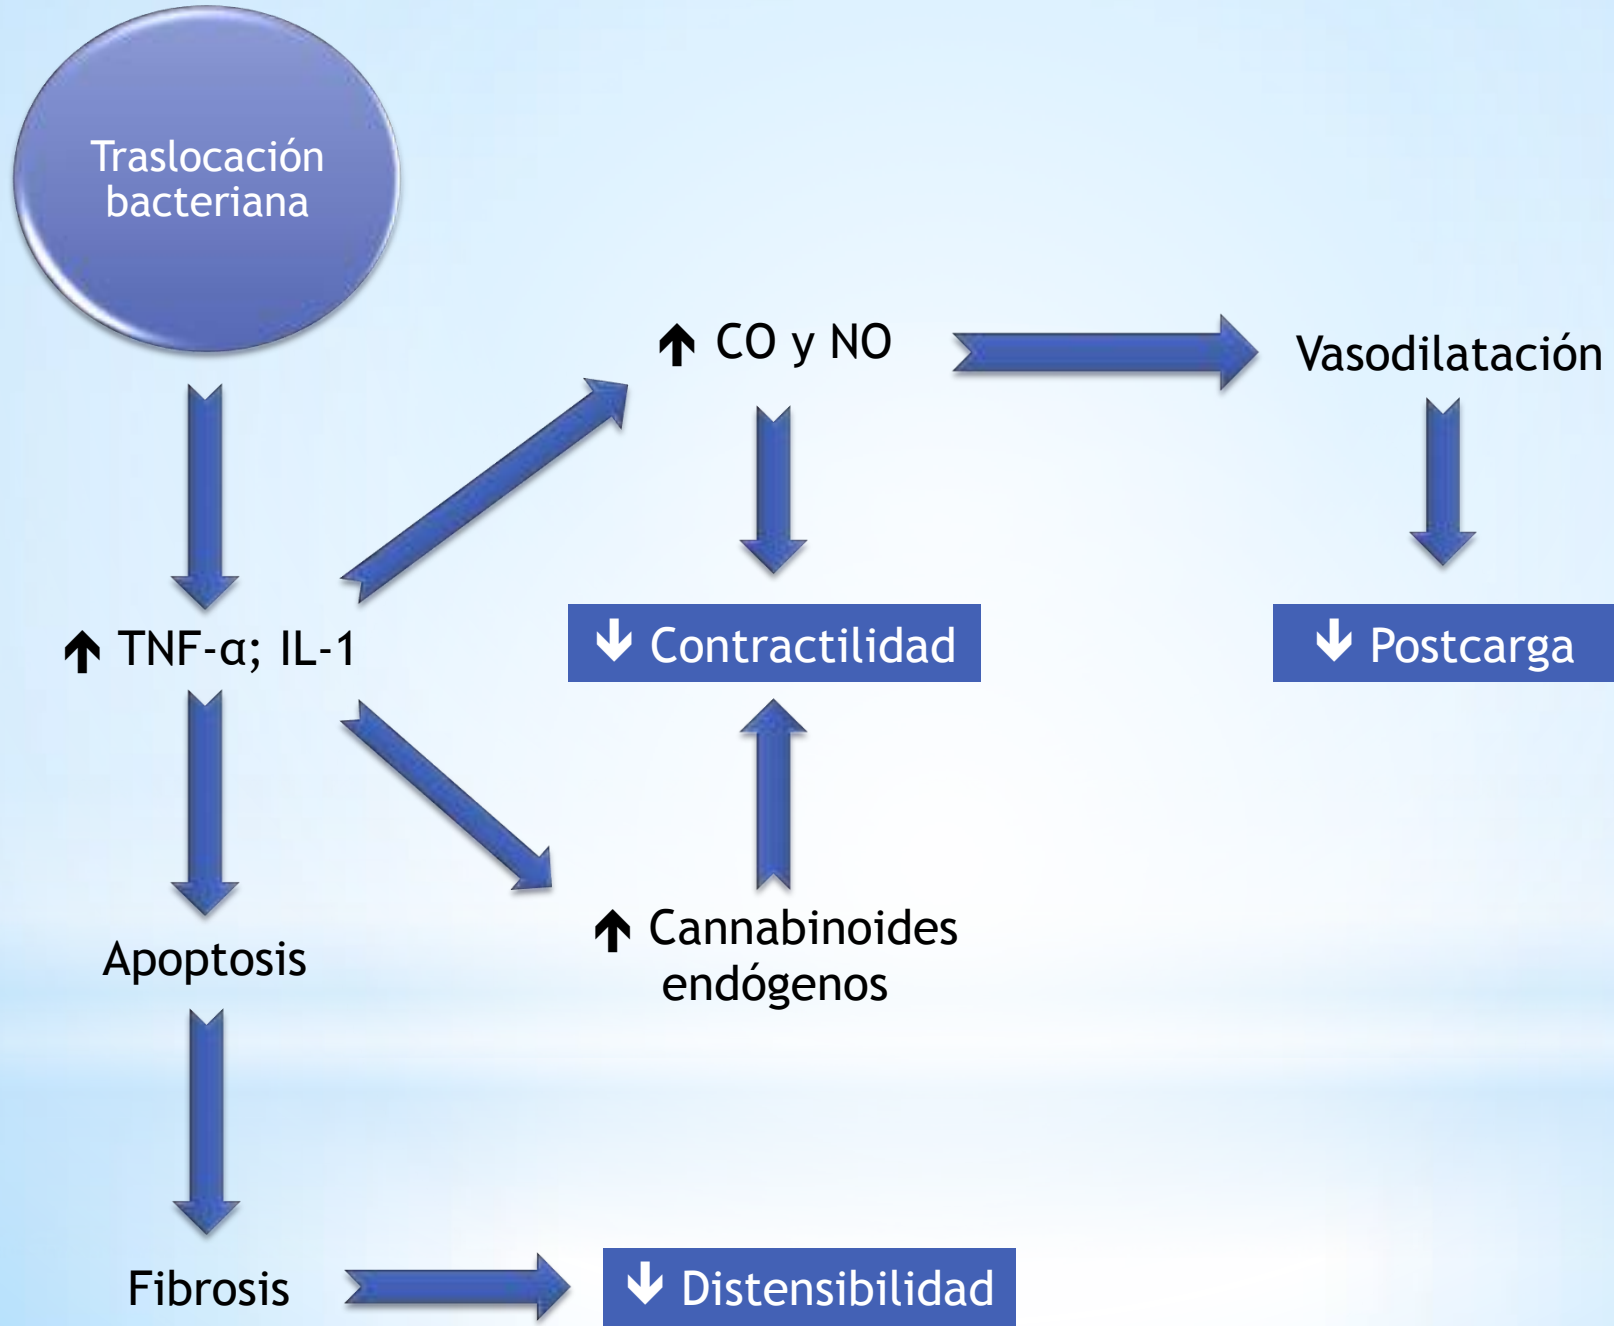 Traslocación
bacteriana
🡹 CO y NO
Vasodilatación
🡹 TNF-α; IL-1
🡻 Contractilidad
🡻 Postcarga
🡹 Cannabinoides
endógenos
Apoptosis
Fibrosis
🡻 Distensibilidad